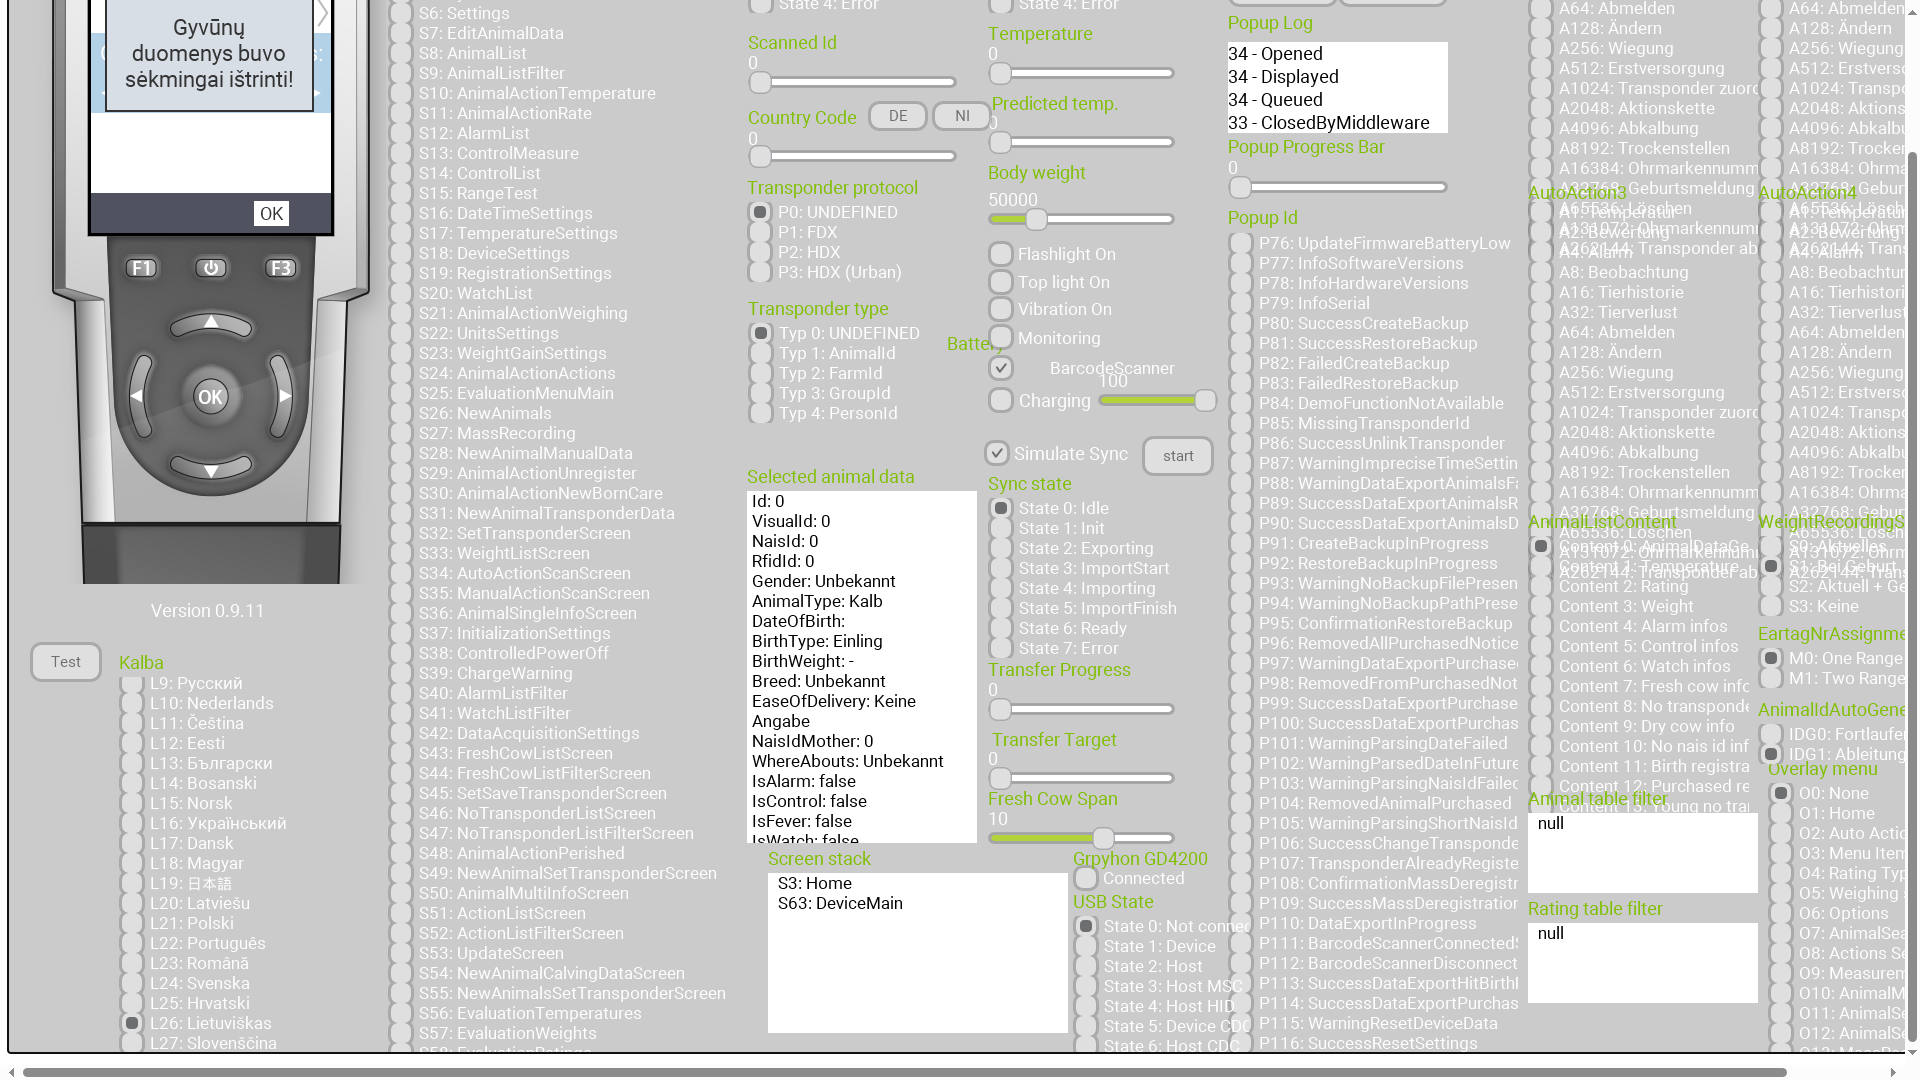 Gyvūnų
duomenys buvo
sėkmingai ištrinti!
OK
F1
F3
OK
Version 0.9.11
Test
Kalba
L9: Русский
L10: Nederlands
L11: Čeština
L12: Eesti
L13: Български
L14: Bosanski
L15: Norsk
L16: Український
L17: Dansk
L18: Magyar
L19: 日本語
L20: Latviešu
L21: Polski
L22: Português
L23: Română
L24: Svenska
L25: Hrvatski
L26: Lietuviškas
L27: Slovenščina
S6: Settings
S7: EditAnimalData
S8: AnimalList
S9: AnimalListFilter
S10: AnimalActionTemperature
S11: AnimalActionRate
S12: AlarmList
S13: ControlMeasure
S14: ControlList
S15: RangeTest
S16: DateTimeSettings
S17: TemperatureSettings
S18: DeviceSettings
S19: RegistrationSettings
S20: WatchList
S21: AnimalActionWeighing
S22: UnitsSettings
S23: WeightGainSettings
S24: AnimalActionActions
S25: EvaluationMenuMain
S26: NewAnimals
S27: MassRecording
S28: NewAnimalManualData
S29: AnimalActionUnregister
S30: AnimalActionNewBornCare
S31: NewAnimalTransponderData
S32: SetTransponderScreen
S33: WeightListScreen
S34: AutoActionScanScreen
S35: ManualActionScanScreen
S36: AnimalSingleInfoScreen
S37: InitializationSettings
S38: ControlledPowerOff
S39: ChargeWarning
S40: AlarmListFilter
S41: WatchListFilter
S42: DataAcquisitionSettings
S43: FreshCowListScreen
S44: FreshCowListFilterScreen
S45: SetSaveTransponderScreen
S46: NoTransponderListScreen
S47: NoTransponderListFilterScreen
S48: AnimalActionPerished
S49: NewAnimalSetTransponderScreen
S50: AnimalMultiInfoScreen
S51: ActionListScreen
S52: ActionListFilterScreen
S53: UpdateScreen
S54: NewAnimalCalvingDataScreen
S55: NewAnimalsSetTransponderScreen
S56: EvaluationTemperatures
S57: EvaluationWeights
State 4: Error
Scanned Id
0
Country Code
DE
NI
0
Transponder protocol
P0: UNDEFINED
P1: FDX
P2: HDX
P3: HDX (Urban)
Transponder type
Typ 0: UNDEFINED
Typ 1: AnimalId
Typ 2: FarmId
Typ 3: GroupId
Typ 4: PersonId
Selected animal data
Id: 0
VisualId: 0
NaisId: 0
RfidId: 0
Gender: Unbekannt
AnimalType: Kalb
DateOfBirth:
BirthType: Einling
BirthWeight: -
Breed: Unbekannt
EaseOfDelivery: Keine
Angabe
NaisIdMother: 0
WhereAbouts: Unbekannt
IsAlarm: false
IsControl: false
IsFever: false
IsWatch: false
Screen stack
S3: Home
S63: DeviceMain
State 4: Error
Temperature
0
Predicted temp.
0
Body weight
50000
Flashlight On
Top light On
Vibration On
Monitoring
Battery
BarcodeScanner
100
Charging
Simulate Sync
start
Sync state
State 0: Idle
State 1: Init
State 2: Exporting
State 3: ImportStart
State 4: Importing
State 5: ImportFinish
State 6: Ready
State 7: Error
Transfer Progress
0
Transfer Target
0
Fresh Cow Span
10
Grpyhon GD4200
Connected
USB State
State 0: Not connec
State 1: Device
State 2: Host
State 3: Host MSC
State 4: Host HID
State 5: Device CDC
State 6: Host CDC
Popup Log
34 - Opened
34 - Displayed
34 - Queued
33 - ClosedByMiddleware
Popup Progress Bar
0
Popup Id
P76: UpdateFirmwareBatteryLow
P77: InfoSoftwareVersions
P78: InfoHardwareVersions
P79: InfoSerial
P80: SuccessCreateBackup
P81: SuccessRestoreBackup
P82: FailedCreateBackup
P83: FailedRestoreBackup
P84: DemoFunctionNotAvailable
P85: MissingTransponderId
P86: SuccessUnlinkTransponder
P87: WarningImpreciseTimeSettin
P88: WarningDataExportAnimalsFa
P89: SuccessDataExportAnimalsR
P90: SuccessDataExportAnimalsD
P91: CreateBackupInProgress
P92: RestoreBackupInProgress
P93: WarningNoBackupFilePresen
P94: WarningNoBackupPathPrese
P95: ConfirmationRestoreBackup
P96: RemovedAllPurchasedNotice
P97: WarningDataExportPurchase
P98: RemovedFromPurchasedNot
P99: SuccessDataExportPurchase
P100: SuccessDataExportPurchas
P101: WarningParsingDateFailed
P102: WarningParsedDateInFuture
P103: WarningParsingNaisIdFailed
P104: RemovedAnimalPurchased
P105: WarningParsingShortNaisId
P106: SuccessChangeTransponde
P107: TransponderAlreadyRegiste
P108: ConfirmationMassDeregistr
P109: SuccessMassDeregistration
P110: DataExportInProgress
P111: BarcodeScannerConnectedS
P112: BarcodeScannerDisconnect
P113: SuccessDataExportHitBirthI
P114: SuccessDataExportPurchas
P115: WarningResetDeviceData
P116: SuccessResetSettings
A64: Abmelden
A128: Ändern
A256: Wiegung
A512: Erstversorgung
A1024: Transponder zuord
A2048: Aktionskette
A4096: Abkalbung
A8192: Trockenstellen
A16384: Ohrmarkennumm
A32768: Geburtsmeldung
AutoAction3
A65536: Löschen
A1: Temperatur
A131072: Ohrmarkennum
A2: Bewertung
A262144: Transponder ab
A4: Alarm
A8: Beobachtung
A16: Tierhistorie
A32: Tierverlust
A64: Abmelden
A128: Ändern
A256: Wiegung
A512: Erstversorgung
A1024: Transponder zuord
A2048: Aktionskette
A4096: Abkalbung
A8192: Trockenstellen
A16384: Ohrmarkennumm
A32768: Geburtsmeldung
AnimalListContent
A65536: Löschen
Content 0: AnimalDataGe
A131072: Ohrmarkennum
Content 1: Temperature
A262144: Transponder ab
Content 2: Rating
Content 3: Weight
Content 4: Alarm infos
Content 5: Control infos
Content 6: Watch infos
Content 7: Fresh cow info
Content 8: No transponde
Content 9: Dry cow info
Content 10: No nais id inf
Content 11: Birth registra
Content 12: Purchased re
Animal table filter
Content 13: Young no tran
null
Rating table filter
null
A64: Abmelden
A128: Ändern
A256: Wiegung
A512: Erstverso
A1024: Transpo
A2048: Aktions
A4096: Abkalbu
A8192: Trocken
A16384: Ohrma
A32768: Gebur
AutoAction4
A65536: Lösch
A1: Temperatur
A131072: Ohrm
A2: Bewertung
A262144: Trans
A4: Alarm
A8: Beobachtun
A16: Tierhistori
A32: Tierverlust
A64: Abmelden
A128: Ändern
A256: Wiegung
A512: Erstverso
A1024: Transpo
A2048: Aktions
A4096: Abkalbu
A8192: Trocken
A16384: Ohrma
A32768: Gebur
WeightRecordingS
A65536: Lösch
S0: Aktuelles
A131072: Ohrm
S1: Bei Geburt
A262144: Trans
S2: Aktuell + Ge
S3: Keine
EartagNrAssignme
M0: One Range
M1: Two Range
AnimalIdAutoGene
IDG0: Fortlaufen
IDG1: Ableitung
Overlay menu
O0: None
O1: Home
O2: Auto Actio
O3: Menu Item
O4: Rating Typ
O5: Weighing
O6: Options
O7: AnimalSea
O8: Actions Se
O9: Measurem
O10: AnimalM
O11: AnimalSe
O12: AnimalSe